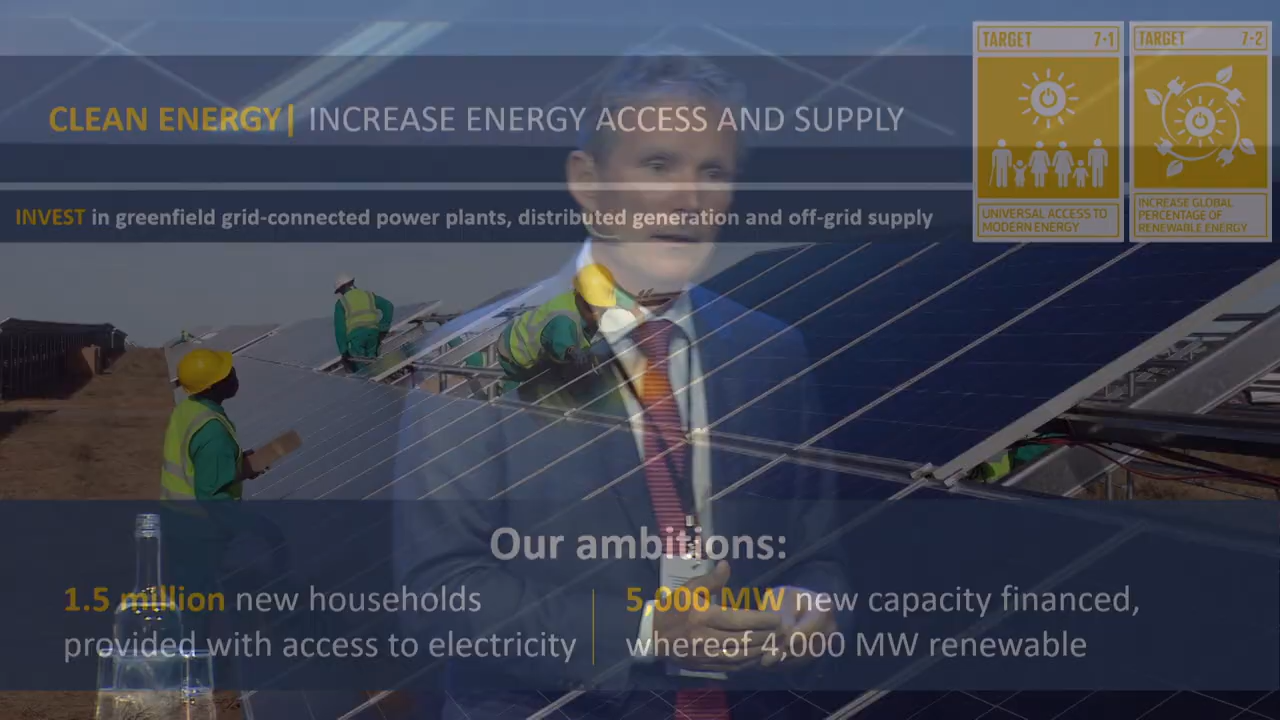 TARGET 7-1
TARGET 7-2
CLEAN ENERGY| INCREASE ENERGY ACCESS AND SUPPLY
INVEST in greenfield grid-connected power plants, distributed generation and off-grid supply
UNIVERSAL ACCESS TO
MODERN ENERGY
INCREASE GLOBAL
PERCENTAGE OF
RENEWABLE ENERGY
Our ambitions:
1.5 million new households
provided with access to electricity
5,000 MW new capacity financed,
whereof 4,000 MW renewable